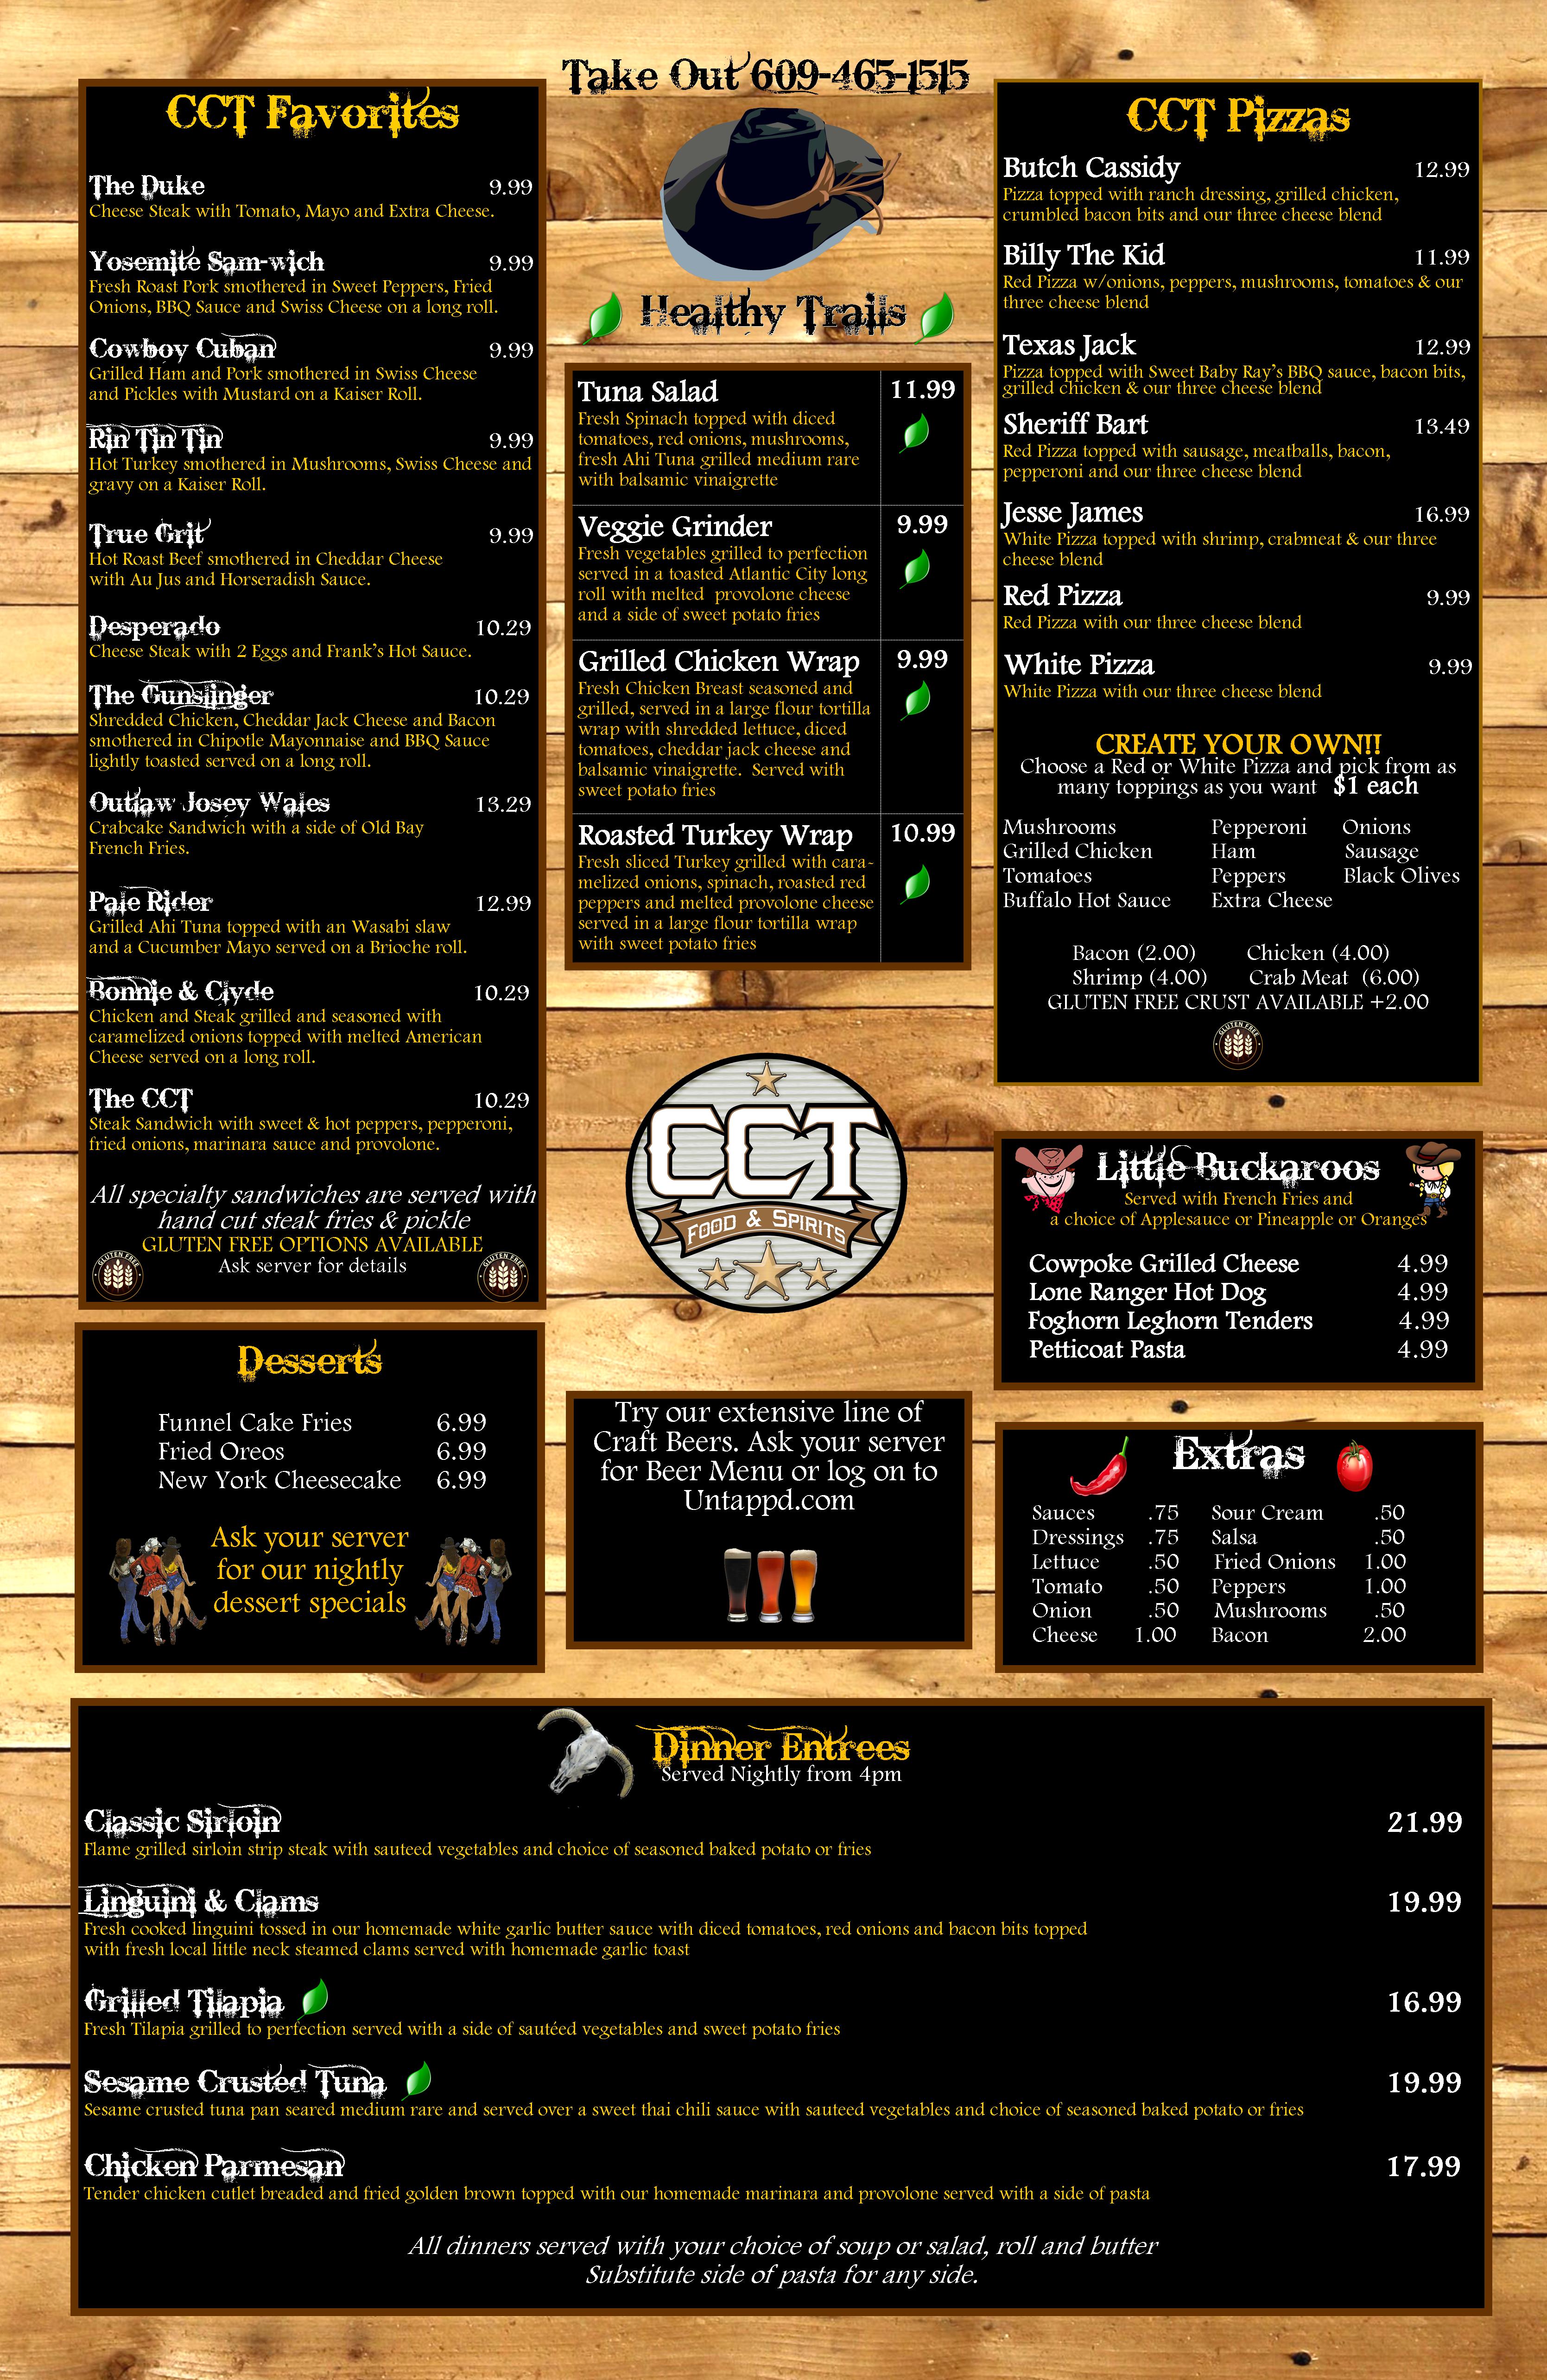 Take Out 609-465-1515
CCT Favorites
The Duke 9.99
Cheese Steak with Tomato, Mayo and Extra Cheese.
Yosemite Sam-wich 9.99
Fresh Roast Pork smothered in Sweet Peppers, Fried
Onions, BBQ Sauce and Swiss Cheese on a long roll.
Cowboy Cuban 9.99
Grilled Ham and Pork smothered in Swiss Cheese
and Pickles with Mustard on a Kaiser Roll.
Rin Tin Tin 9.99
Hot Turkey smothered in Mushrooms, Swiss Cheese and
gravy on a Kaiser Roll.
True Grit 9.99
Hot Roast Beef smothered in Cheddar Cheese
with Au Jus and Horseradish Sauce.
Desperado 10.29
Cheese Steak with 2 Eggs and Frank's Hot Sauce.
The Gunslinger 10.29
Shredded Chicken, Cheddar Jack Cheese and Bacon
smothered in Chipotle Mayonnaise and BBQ Sauce
lightly toasted served on a long roll.
Outlaw Josey Wales 13.29
Crabcake Sandwich with a side of Old Bay
French Fries.
Pale Rider 12.99
Grilled Ahi Tuna topped with an Wasabi slaw
and a Cucumber Mayo served on a Brioche roll.
Bonnie & Clyde 10.29
Chicken and Steak grilled and seasoned with
caramelized onions topped with melted American
Cheese served on a long roll.
The CCT 10.29
Steak Sandwich with sweet & hot peppers, pepperoni,
fried onions, marinara sauce and provolone.
All specialty sandwiches are served with
hand cut steak fries & pickle
GLUTEN FREE OPTIONS AVAILABLE
Ask server for details
GLUTEN FREE
GLUTEN FREE
Desserts
Funnel Cake Fries 6.99
Fried Oreos 6.99
New York Cheesecake 6.99
Ask your server
for our nightly
dessert specials
Healthy Trails
Tuna Salad 11.99
Fresh Spinach topped with diced
tomatoes, red onions, mushrooms,
fresh Ahi Tuna grilled medium rare
with balsamic vinaigrette
Veggie Grinder 9.99
Fresh vegetables grilled to perfection
served in a toasted Atlantic City long
roll with melted provolone cheese
and a side of sweet potato fries
Grilled Chicken Wrap 9.99
Fresh Chicken Breast seasoned and
grilled, served in a large flour tortilla
wrap with shredded lettuce, diced
tomatoes, cheddar jack cheese and
balsamic vinaigrette. Served with
sweet potato fries
Roasted Turkey Wrap 10.99
Fresh sliced Turkey grilled with cara-
melized onions, spinach, roasted red
peppers and melted provolone cheese
served in a large flour tortilla wrap
with sweet potato fries
CCT
FOOD & SPIRITS
Try our extensive line of
Craft Beers. Ask your server
for Beer Menu or log on to
Untappd.com
CCT Pizzas
Butch Cassidy 12.99
Pizza topped with ranch dressing, grilled chicken,
crumbled bacon bits and our three cheese blend
Billy The Kid 11.99
Red Pizza w/onions, peppers, mushrooms, tomatoes & our
three cheese blend
Texas Jack 12.99
Pizza topped with Sweet Baby Ray's BBQ sauce, bacon bits,
grilled chicken & our three cheese blend
Sheriff Bart 13.49
Red Pizza topped with sausage, meatballs, bacon,
pepperoni and our three cheese blend
Jesse James 16.99
White Pizza topped with shrimp, crabmeat & our three
cheese blend
Red Pizza 9.99
Red Pizza with our three cheese blend
White Pizza 9.99
White Pizza with our three cheese blend
CREATE YOUR OWN!!
Choose a Red or White Pizza and pick from as
many toppings as you want $1 each
Mushrooms Pepperoni Onions
Grilled Chicken Ham Sausage
Tomatoes Peppers Black Olives
Buffalo Hot Sauce Extra Cheese
Bacon (2.00) Chicken (4.00)
Shrimp (4.00) Crab Meat (6.00)
GLUTEN FREE CRUST AVAILABLE +2.00
GLUTEN FREE
Little Buckaroos
Served with French Fries and
a choice of Applesauce or Pineapple or Oranges
Cowpoke Grilled Cheese 4.99
Lone Ranger Hot Dog 4.99
Foghorn Leghorn Tenders 4.99
Petticoat Pasta 4.99
Extras
Sauces .75 Sour Cream .50
Dressings .75 Salsa .50
Lettuce .50 Fried Onions 1.00
Tomato .50 Peppers 1.00
Onion .50 Mushrooms .50
Cheese 1.00 Bacon 2.00
Dinner Entrees
Served Nightly from 4pm
Classic Sirloin 21.99
Flame grilled sirloin strip steak with sauteed vegetables and choice of seasoned baked potato or fries
Linguini & Clams 19.99
Fresh cooked linguini tossed in our homemade white garlic butter sauce with diced tomatoes, red onions and bacon bits topped
with fresh local little neck steamed clams served with homemade garlic toast
Grilled Tilapia 16.99
Fresh Tilapia grilled to perfection served with a side of sautéed vegetables and sweet potato fries
Sesame Crusted Tuna 19.99
Sesame crusted tuna pan seared medium rare and served over a sweet thai chili sauce with sauteed vegetables and choice of seasoned baked potato or fries
Chicken Parmesan 17.99
Tender chicken cutlet breaded and fried golden brown topped with our homemade marinara and provolone served with a side of pasta
All dinners served with your choice of soup or salad, roll and butter
Substitute side of pasta for any side.